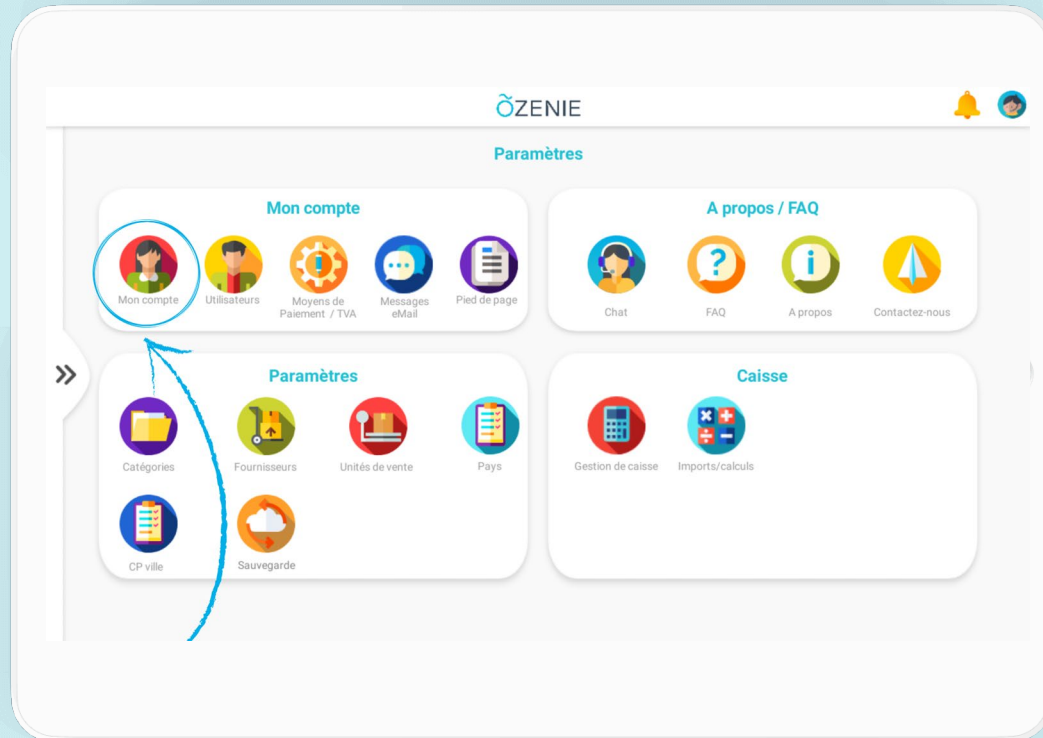 ÕZENIE
Paramètres
Mon compte
Mon compte
Utilisateurs
Moyens de
Paiement / TVA
Messages
eMail
Pied de page
A propos / FAQ
Chat
FAQ
A propos
Contactez-nous
Paramètres
Catégories
Fournisseurs
Unités de vente
Pays
CP ville
Sauvegarde
Caisse
Gestion de caisse
Imports/calculs